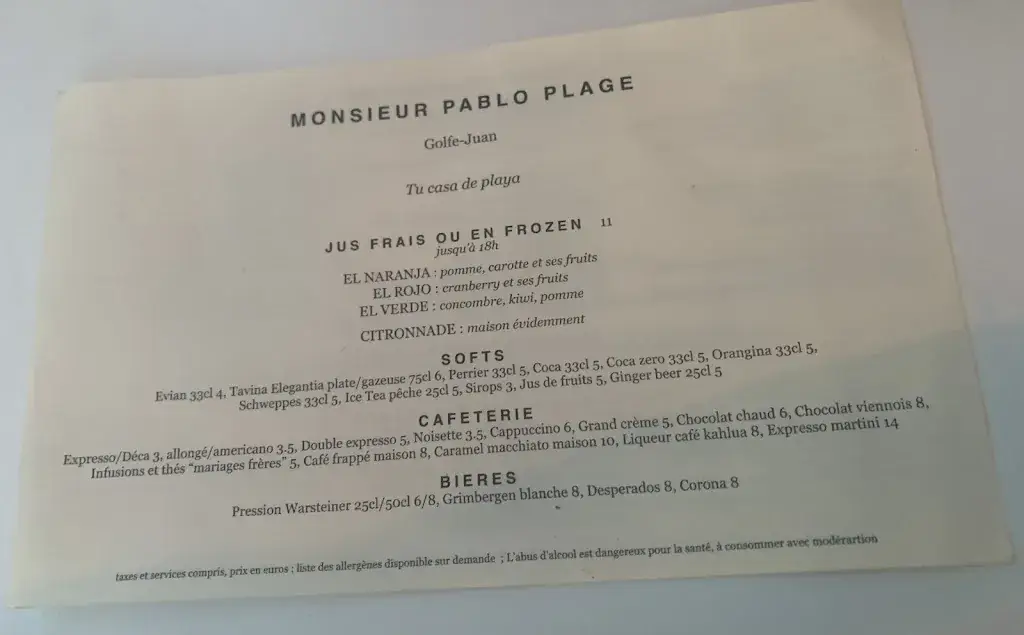 MONSIEUR PABLO PLAGE
Golfe-Juan
Tu casa de playa
JUS FRAIS OU EN FROZEN 11
jusqu'à 18h
EL NARANJA : pomme, carotte et ses fruits
EL ROJO : cranberry et ses fruits
EL VERDE : concombre, kiwi, pomme
CITRONNADE : maison évidemment
SOFTS
Evian 33cl 4, Tavina Elegantia plate/gazeuse 75cl 6, Perrier 33cl 5, Coca 33cl 5, Coca zero 33cl 5, Orangina 33cl 5,
Schweppes 33cl 5, Ice Tea pêche 25cl 5, Sirops 3, Jus de fruits 5, Ginger beer 25cl 5
CAFETERIE
Expresso/Déca 3, allongé/americano 3.5, Double expresso 5, Noisette 3.5, Cappuccino 6, Grand crème 5, Chocolat chaud 6, Chocolat viennois 8,
Infusions et thés "mariages frères" 5, Café frappé maison 8, Caramel macchiato maison 10, Liqueur café kahlua 8, Expresso martini 14
BIERES
Pression Warsteiner 25cl/50cl 6/8, Grimbergen blanche 8, Desperados 8, Corona 8
taxes et services compris, prix en euros ; liste des allergènes disponible sur demande ; L'abus d'alcool est dangereux pour la santé, à consommer avec modérartion